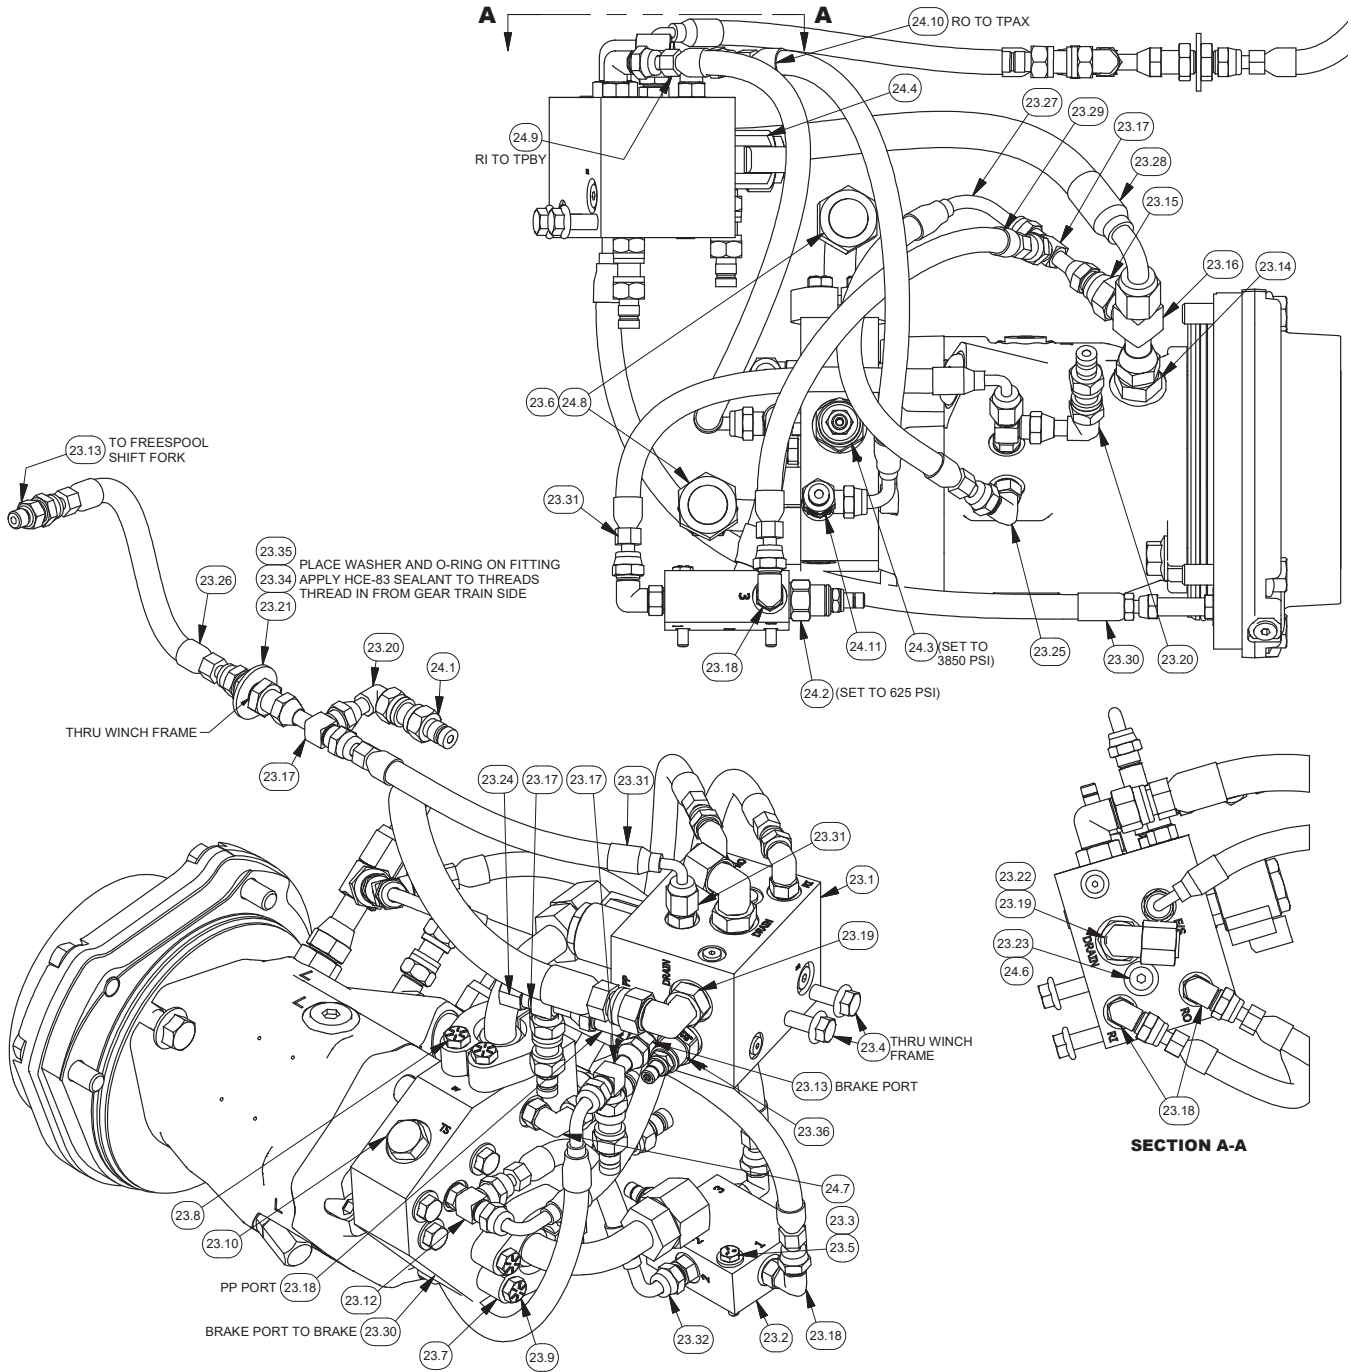 A
A
24.10 RO TO TPAX
24.4
23.27
23.29
23.17
24.9
RI TO TPBY
23.28
23.15
23.16
23.14
23.6
24.8
23.13 TO FREESPOOL
SHIFT FORK
23.31
23.35
23.34
23.21
PLACE WASHER AND O-RING ON FITTING
APPLY HCE-83 SEALANT TO THREADS
THREAD IN FROM GEAR TRAIN SIDE
23.26
3
23.18
24.11
24.3 (SET TO
3850 PSI)
23.25
23.30
23.20
24.2 (SET TO 625 PSI)
23.20
24.1
THRU WINCH FRAME
23.17
23.24
23.17
23.17
23.31
23.31
23.1
RO
RI
DRAIN
23.19
PP
DRAIN
23.22
23.19
23.23
24.6
F/S
DRAIN
RO
RI
23.4 THRU WINCH
FRAME
23.13 BRAKE PORT
23.36
23.18
SECTION A-A
TS
L
L
L
23.8
23.10
24.7
23.3
23.5
3
1
2
PP PORT 23.18
23.12
BRAKE PORT TO BRAKE 23.30
23.7
23.9
23.32
23.2
23.18